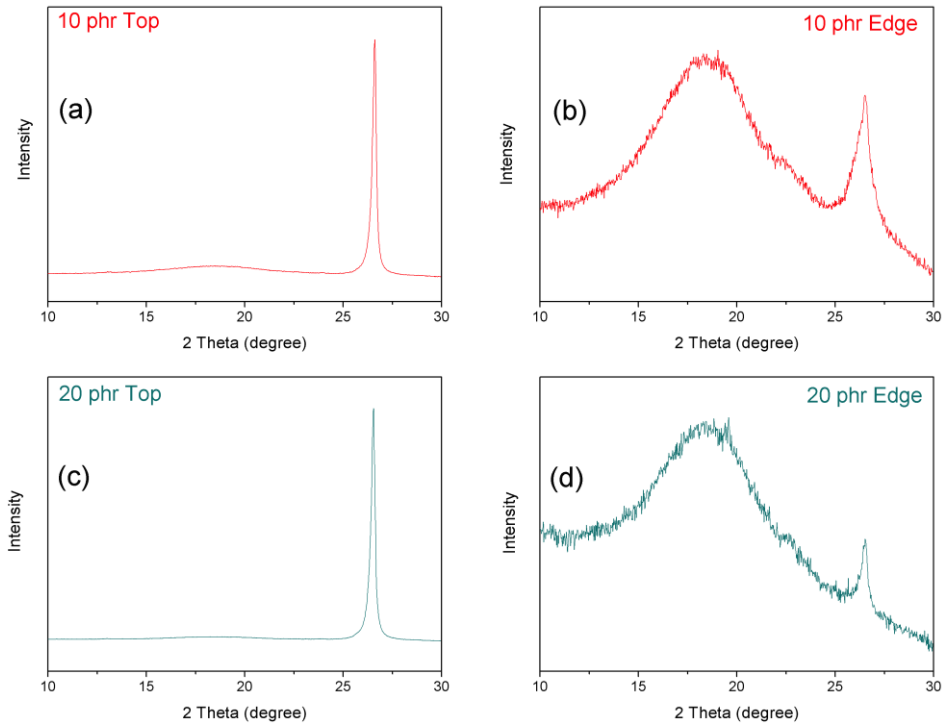 10 phr Top
(a)
Intensity
10 15 20 25 30
2 Theta (degree)
10 phr Edge
(b)
Intensity
10 15 20 25 30
2 Theta (degree)
20 phr Top
(c)
Intensity
10 15 20 25 30
2 Theta (degree)
20 phr Edge
(d)
Intensity
10 15 20 25 30
2 Theta (degree)